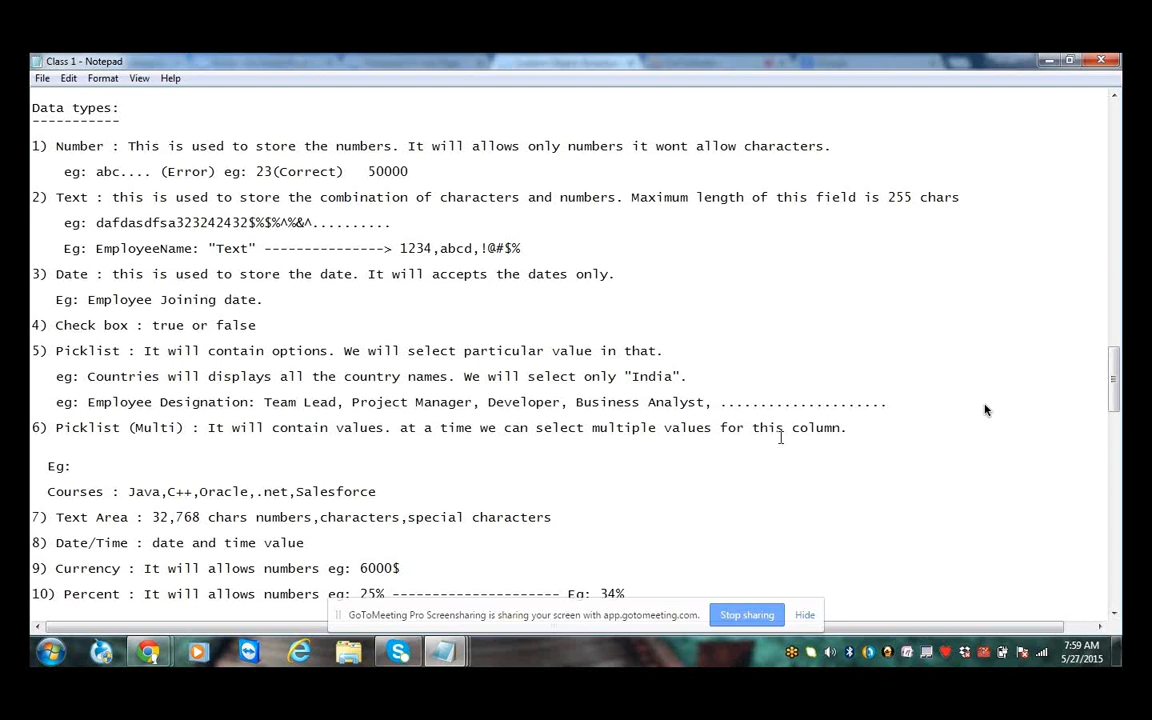 Class 1 - Notepad
File Edit Format View Help
Data types:
-----------
1) Number : This is used to store the numbers. It will allows only numbers it wont allow characters.
eg: abc.... (Error) eg: 23(Correct) 50000
2) Text : this is used to store the combination of characters and numbers. Maximum length of this field is 255 chars
eg: dafdasdfsa323242432$%$%^%&^..........
Eg: EmployeeName: "Text" ---------------> 1234,abcd,!@#$%
3) Date : this is used to store the date. It will accepts the dates only.
Eg: Employee Joining date.
4) Check box : true or false
5) Picklist : It will contain options. We will select particular value in that.
eg: Countries will displays all the country names. We will select only "India".
eg: Employee Designation: Team Lead, Project Manager, Developer, Business Analyst, .....................
6) Picklist (Multi) : It will contain values. at a time we can select multiple values for this column.
Eg:
Courses : Java,C++,Oracle,.net,Salesforce
7) Text Area : 32,768 chars numbers,characters,special characters
8) Date/Time : date and time value
9) Currency : It will allows numbers eg: 6000$
10) Percent : It will allows numbers eg: 25% --------------------- Eg: 34%
GoToMeeting Pro Screensharing is sharing your screen with app.gotomeeting.com. Stop sharing Hide
7:59 AM
5/27/2015